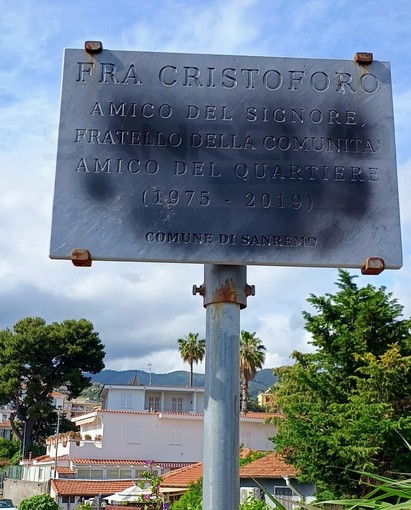 FRA CRISTOFORO
AMICO DEL SIGNORE,
FRATELLO DELLA COMUNITA'
AMICO DEL QUARTIERE
(1975 - 2019)
COMUNE DI SANREMO